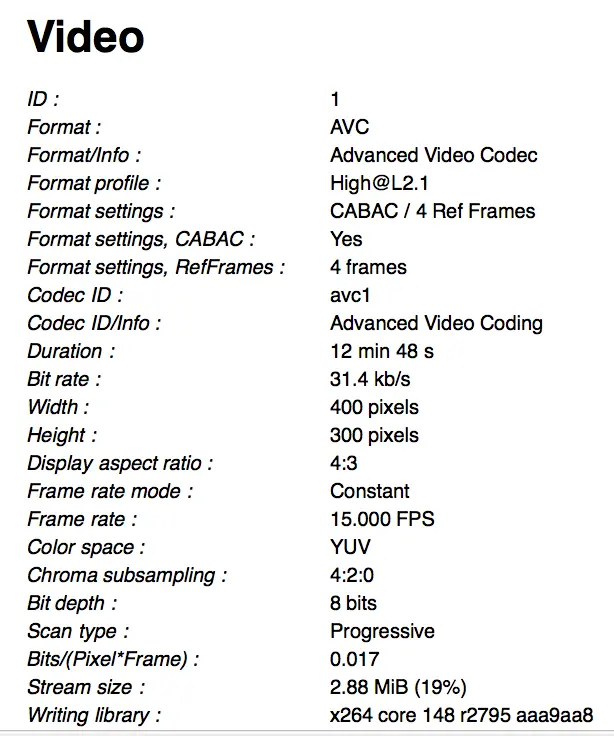 Video
ID : 1
Format : AVC
Format/Info : Advanced Video Codec
Format profile : High@L2.1
Format settings : CABAC / 4 Ref Frames
Format settings, CABAC : Yes
Format settings, RefFrames : 4 frames
Codec ID : avc1
Codec ID/Info : Advanced Video Coding
Duration : 12 min 48 s
Bit rate : 31.4 kb/s
Width : 400 pixels
Height : 300 pixels
Display aspect ratio : 4:3
Frame rate mode : Constant
Frame rate : 15.000 FPS
Color space : YUV
Chroma subsampling : 4:2:0
Bit depth : 8 bits
Scan type : Progressive
Bits/(Pixel*Frame) : 0.017
Stream size : 2.88 MiB (19%)
Writing library : x264 core 148 r2795 aaa9aa8